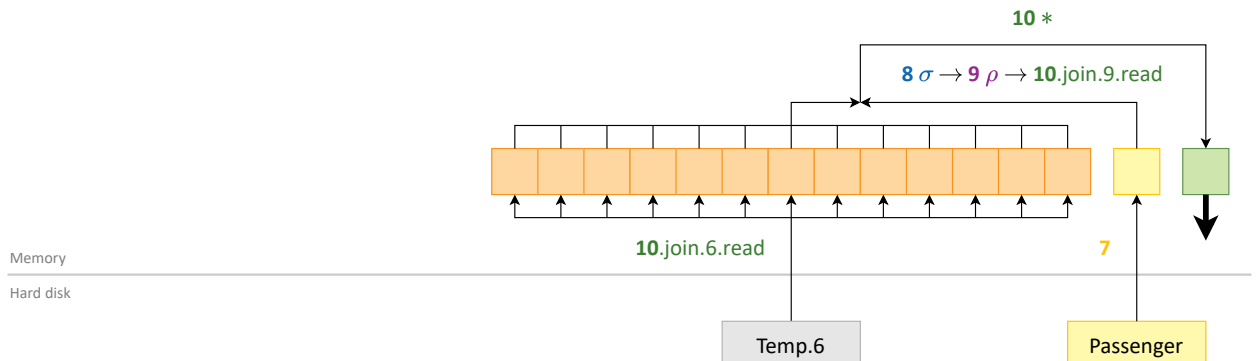 10 *
8 σ → 9 ρ → 10.join.9.read
10.join.6.read
7
Memory
Hard disk
Temp.6
Passenger